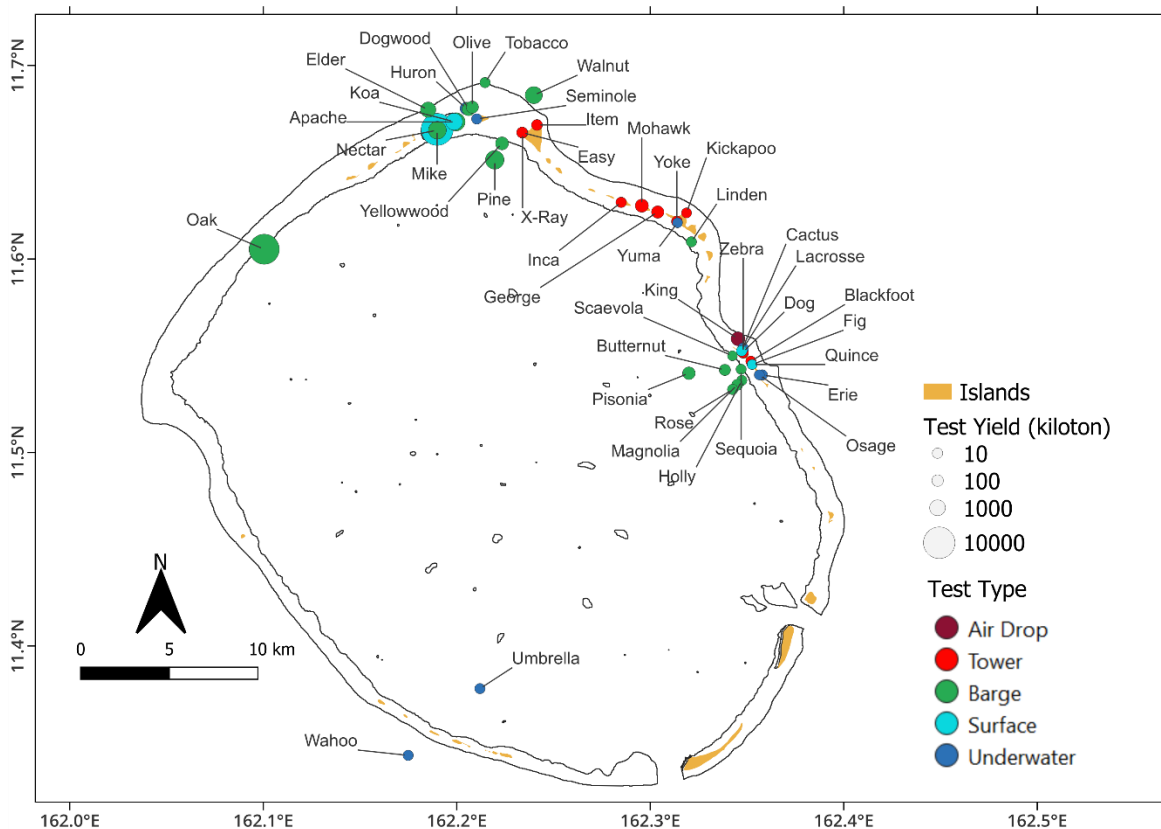 Dogwood
Olive
Tobacco
Elder
Huron
Walnut
Koa
Seminole
Apache
Item
Mohawk
Nectar
Easy
Yoke
Kickapoo
Mike
Pine
Yellowwood
X-Ray
Linden
Oak
Inca
Yuma
Zebra
Cactus
George
Lacrosse
King
Blackfoot
Scaevola
Dog
Fig
Butternut
Quince
Pisonia
Erie
Rose
Osage
Magnolia
Sequoia
Holly
Umbrella
Wahoo
N
0 5 10 km
Islands
Test Yield (kiloton)
10
100
1000
10000
Test Type
Air Drop
Tower
Barge
Surface
Underwater
11.7°N
11.6°N
11.5°N
11.4°N
162.0°E 162.1°E 162.2°E 162.3°E 162.4°E 162.5°E